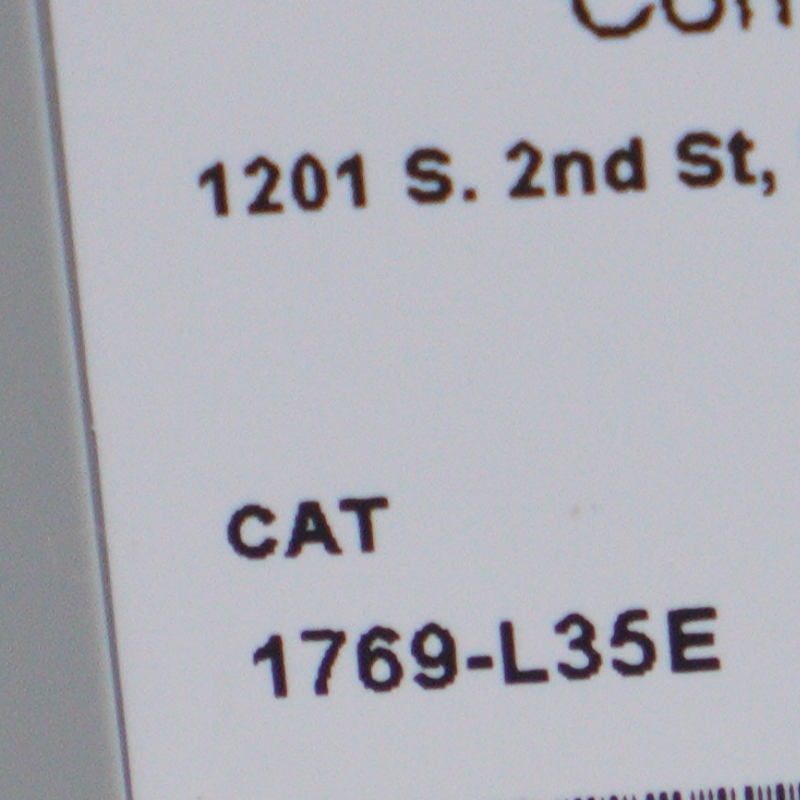 1201 S. 2nd St,
CAT
1769-L35E